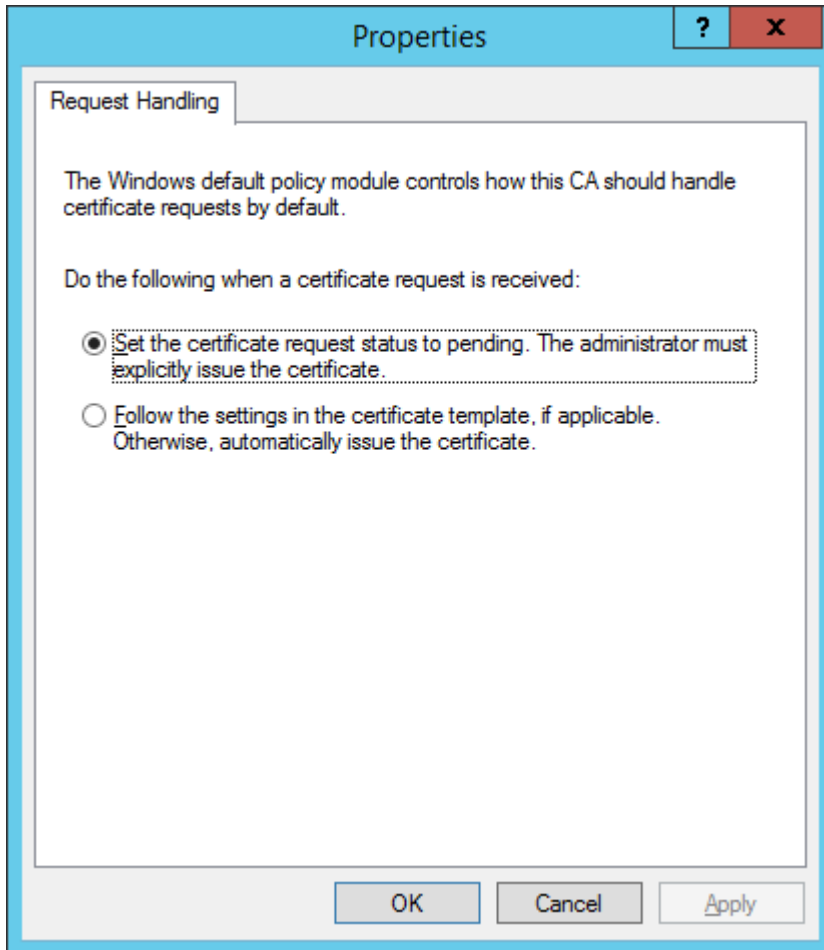 Properties
?
x
Request Handling
The Windows default policy module controls how this CA should handle
certificate requests by default.
Do the following when a certificate request is received:
Set the certificate request status to pending. The administrator must
explicitly issue the certificate.
Follow the settings in the certificate template, if applicable.
Otherwise, automatically issue the certificate.
OK
Cancel
Apply